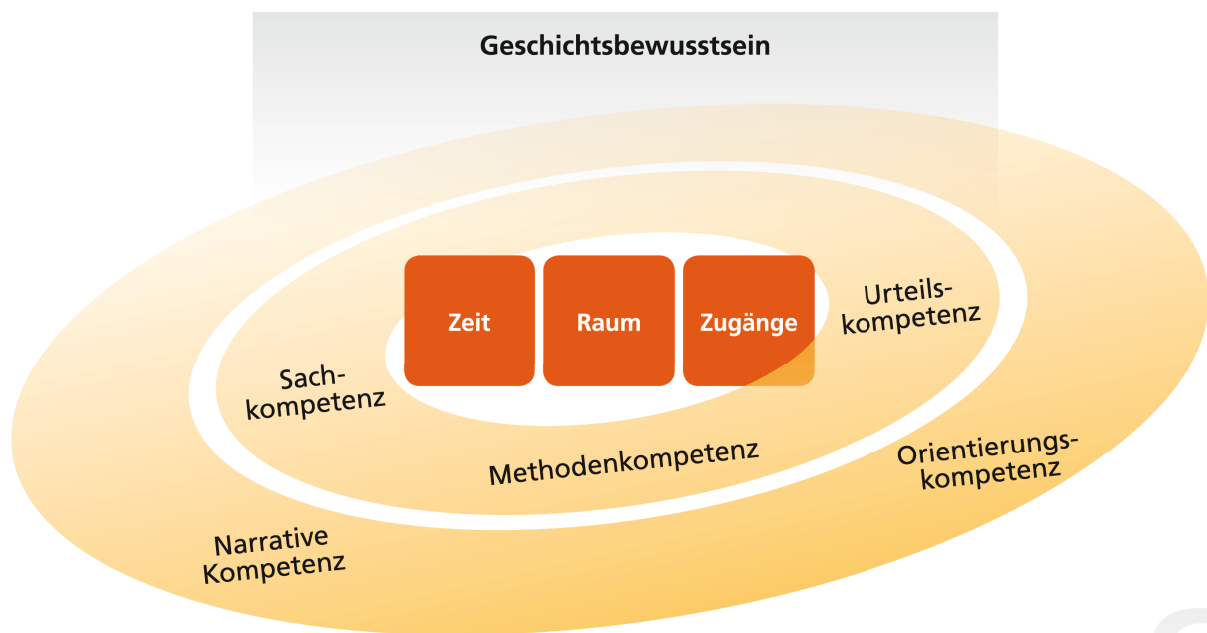 Geschichtsbewusstsein
Zeit
Raum
Zugänge
Urteils-
kompetenz
Sach-
kompetenz
Methodenkompetenz
Orientierungs-
kompetenz
Narrative
Kompetenz